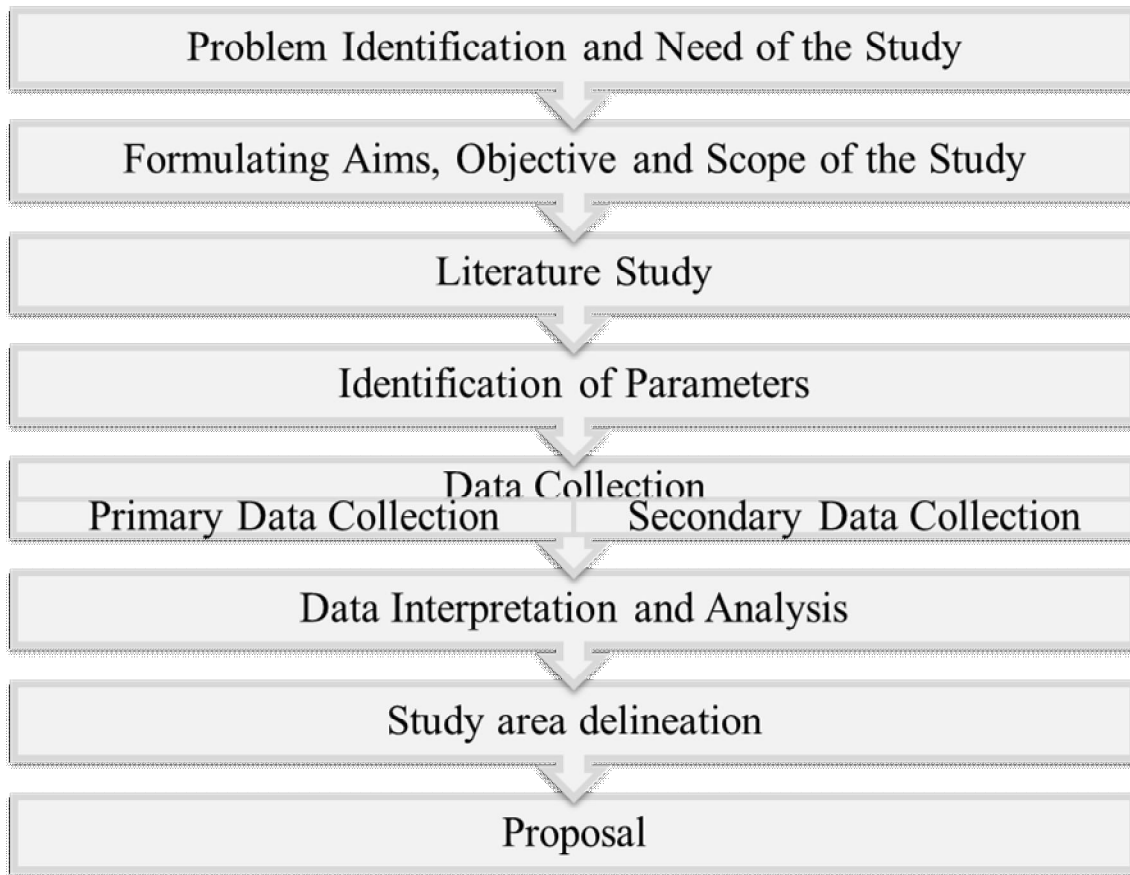 Problem Identification and Need of the Study
Formulating Aims, Objective and Scope of the Study
Literature Study
Identification of Parameters
Data Collection
Primary Data Collection
Secondary Data Collection
Data Interpretation and Analysis
Study area delineation
Proposal